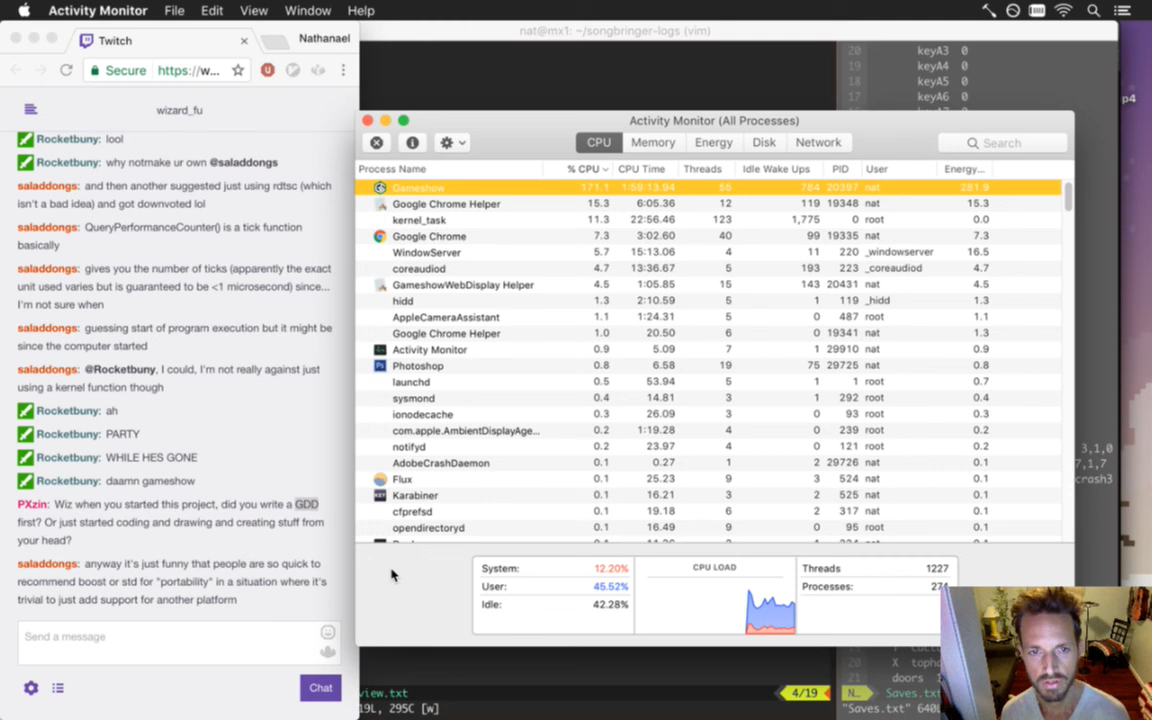 Activity Monitor File Edit View Window Help
Twitch
Nathanael
Secure https://w...
wizard_fu
Rocketbuny: lool
Rocketbuny: why notmake ur own @saladdongs
saladdongs: and then another suggested just using rdtsc (which
isn't a bad idea) and got downvoted lol
saladdongs: QueryPerformanceCounter() is a tick function
basically
saladdongs: gives you the number of ticks (apparently the exact
unit used varies but is guaranteed to be <1 microsecond) since...
I'm not sure when
saladdongs: guessing start of program execution but it might be
since the computer started
saladdongs: @Rocketbuny, I could, I'm not really against just
using a kernel function though
Rocketbuny: ah
Rocketbuny: PARTY
Rocketbuny: WHILE HES GONE
Rocketbuny: daamn gameshow
PXzin: Wiz when you started this project, did you write a GDD
first? Or just started coding and drawing and creating stuff from
your head?
saladdongs: anyway it's just funny that people are so quick to
recommend boost or std for "portability" in a situation where it's
trivial to just add support for another platform
Send a message
Chat
nat@mx1: ~/songbringer-logs (vim)
20 keyA3 0
19 keyA4 0
18 keyA5 0
17 keyA6 0
p4
Activity Monitor (All Processes)
CPU Memory Energy Disk Network
Search
Process Name % CPU CPU Time Threads Idle Wake Ups PID User Energy...
Gameshow 171.1 1:59:13.94 55 784 20397 nat 281.9
Google Chrome Helper 15.3 6:05.36 12 119 19348 nat 15.3
kernel_task 11.3 22:56.46 123 1,775 0 root 0.0
Google Chrome 7.3 3:02.60 40 99 19335 nat 7.3
WindowServer 5.7 15:13.06 4 11 220 _windowserver 16.5
coreaudiod 4.7 13:36.67 5 193 223 _coreaudiod 4.7
GameshowWebDisplay Helper 4.5 1:05.85 15 143 20431 nat 4.5
hidd 1.3 2:10.59 5 1 119 _hidd 1.3
AppleCameraAssistant 1.1 1:24.31 5 0 487 root 1.1
Google Chrome Helper 1.0 20.50 6 0 19341 nat 1.3
Activity Monitor 0.9 5.09 7 1 29910 nat 0.9
Photoshop 0.8 6.58 19 75 29725 nat 0.8
launchd 0.5 53.94 5 1 1 root 0.7
sysmond 0.4 14.81 3 1 292 root 0.4
ionodecache 0.3 26.09 3 0 93 root 0.3
com.apple.AmbientDisplayAge... 0.2 1:19.28 4 0 239 root 0.2
notifyd 0.2 23.97 4 0 121 root 0.2
AdobeCrashDaemon 0.1 0.27 1 2 29726 nat 0.1
Flux 0.1 25.23 9 3 524 nat 0.1
Karabiner 0.1 16.21 3 2 525 nat 0.1
cfprefsd 0.1 19.18 6 2 317 nat 0.1
opendirectoryd 0.1 16.49 9 0 95 root 0.1
System: 12.20%
User: 45.52%
Idle: 42.28%
CPU LOAD
Threads 1227
Processes:
3,1,0
7,1,7
crash3
20 X toph
21 doors
view.txt
4/19 N... Saves.txt
19L, 295C [w]
"Saves.txt" 640L